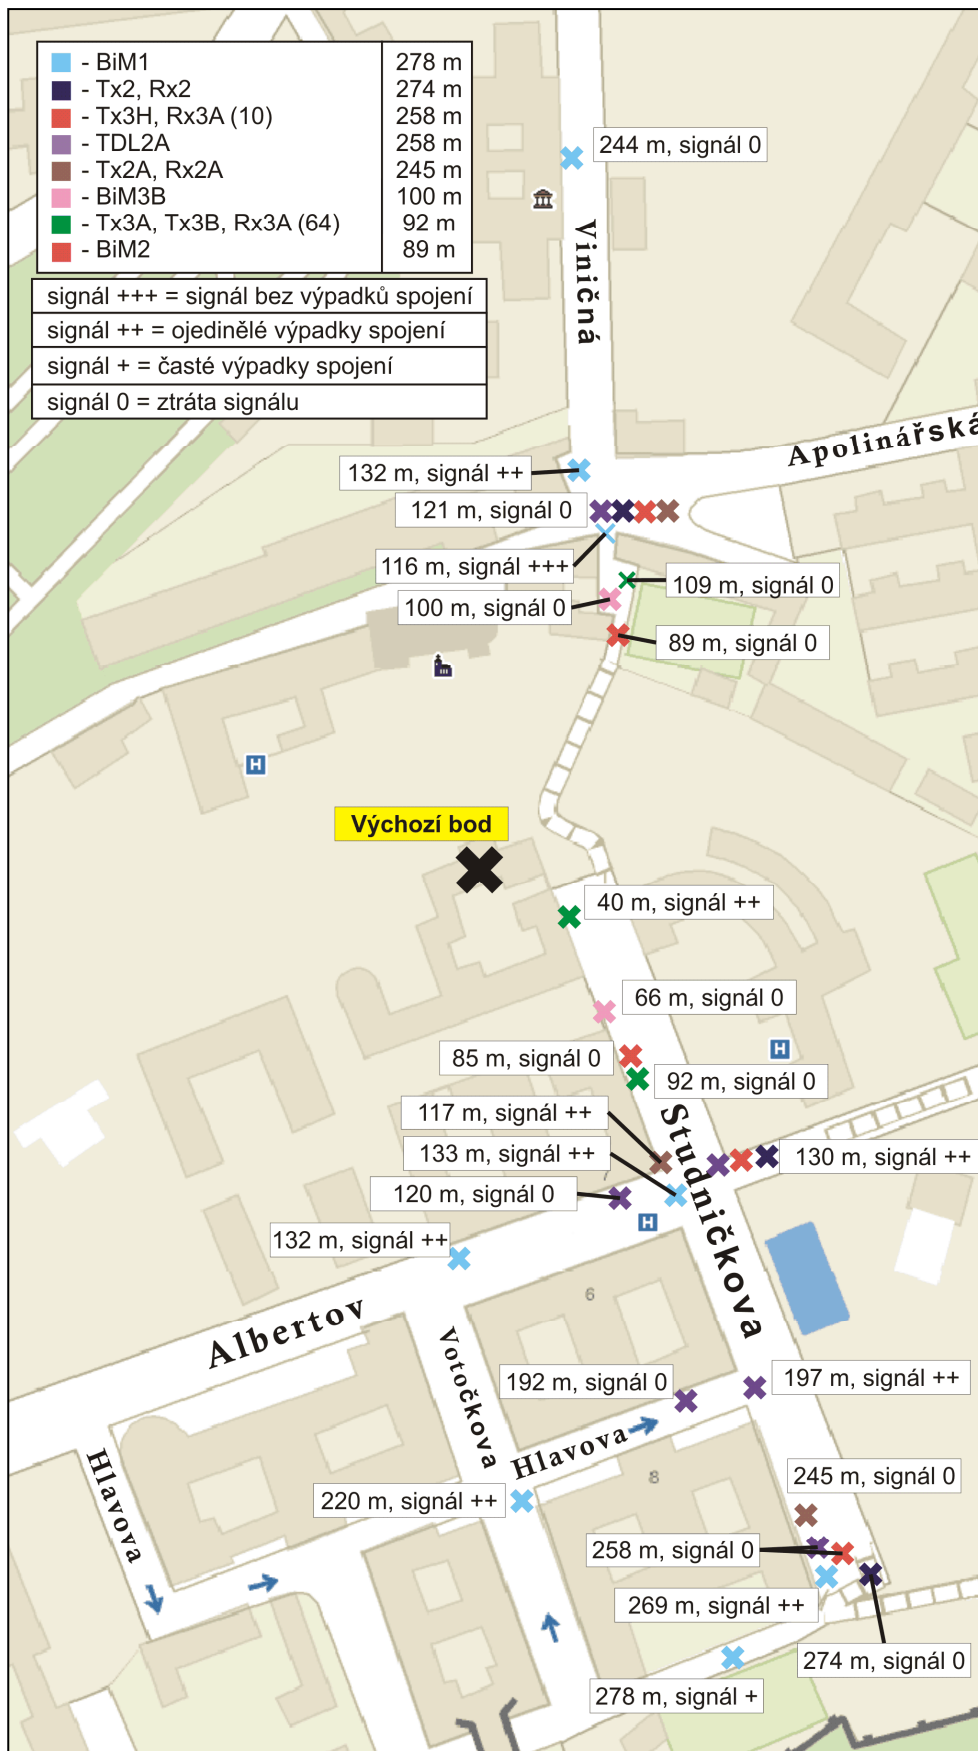 - BiM1 278 m
- Tx2, Rx2 274 m
- Tx3H, Rx3A (10) 258 m
- TDL2A 258 m
- Tx2A, Rx2A 245 m
- BiM3B 100 m
- Tx3A, Tx3B, Rx3A (64) 92 m
- BiM2 89 m
signál +++ = signál bez výpadků spojení
signál ++ = ojedinělé výpadky spojení
signál + = časté výpadky spojení
signál 0 = ztráta signálu
244 m, signál 0
Viničná
Apolinářská
132 m, signál ++
121 m, signál 0
116 m, signál +++
109 m, signál 0
100 m, signál 0
89 m, signál 0
H
Výchozí bod
40 m, signál ++
66 m, signál 0
H
85 m, signál 0
92 m, signál 0
117 m, signál ++
Studničkova
133 m, signál ++
130 m, signál ++
120 m, signál 0
H
132 m, signál ++
6
Albertov
Votočkova
192 m, signál 0
197 m, signál ++
Hlavova
Hlavova
8
245 m, signál 0
220 m, signál ++
258 m, signál 0
269 m, signál ++
274 m, signál 0
278 m, signál +